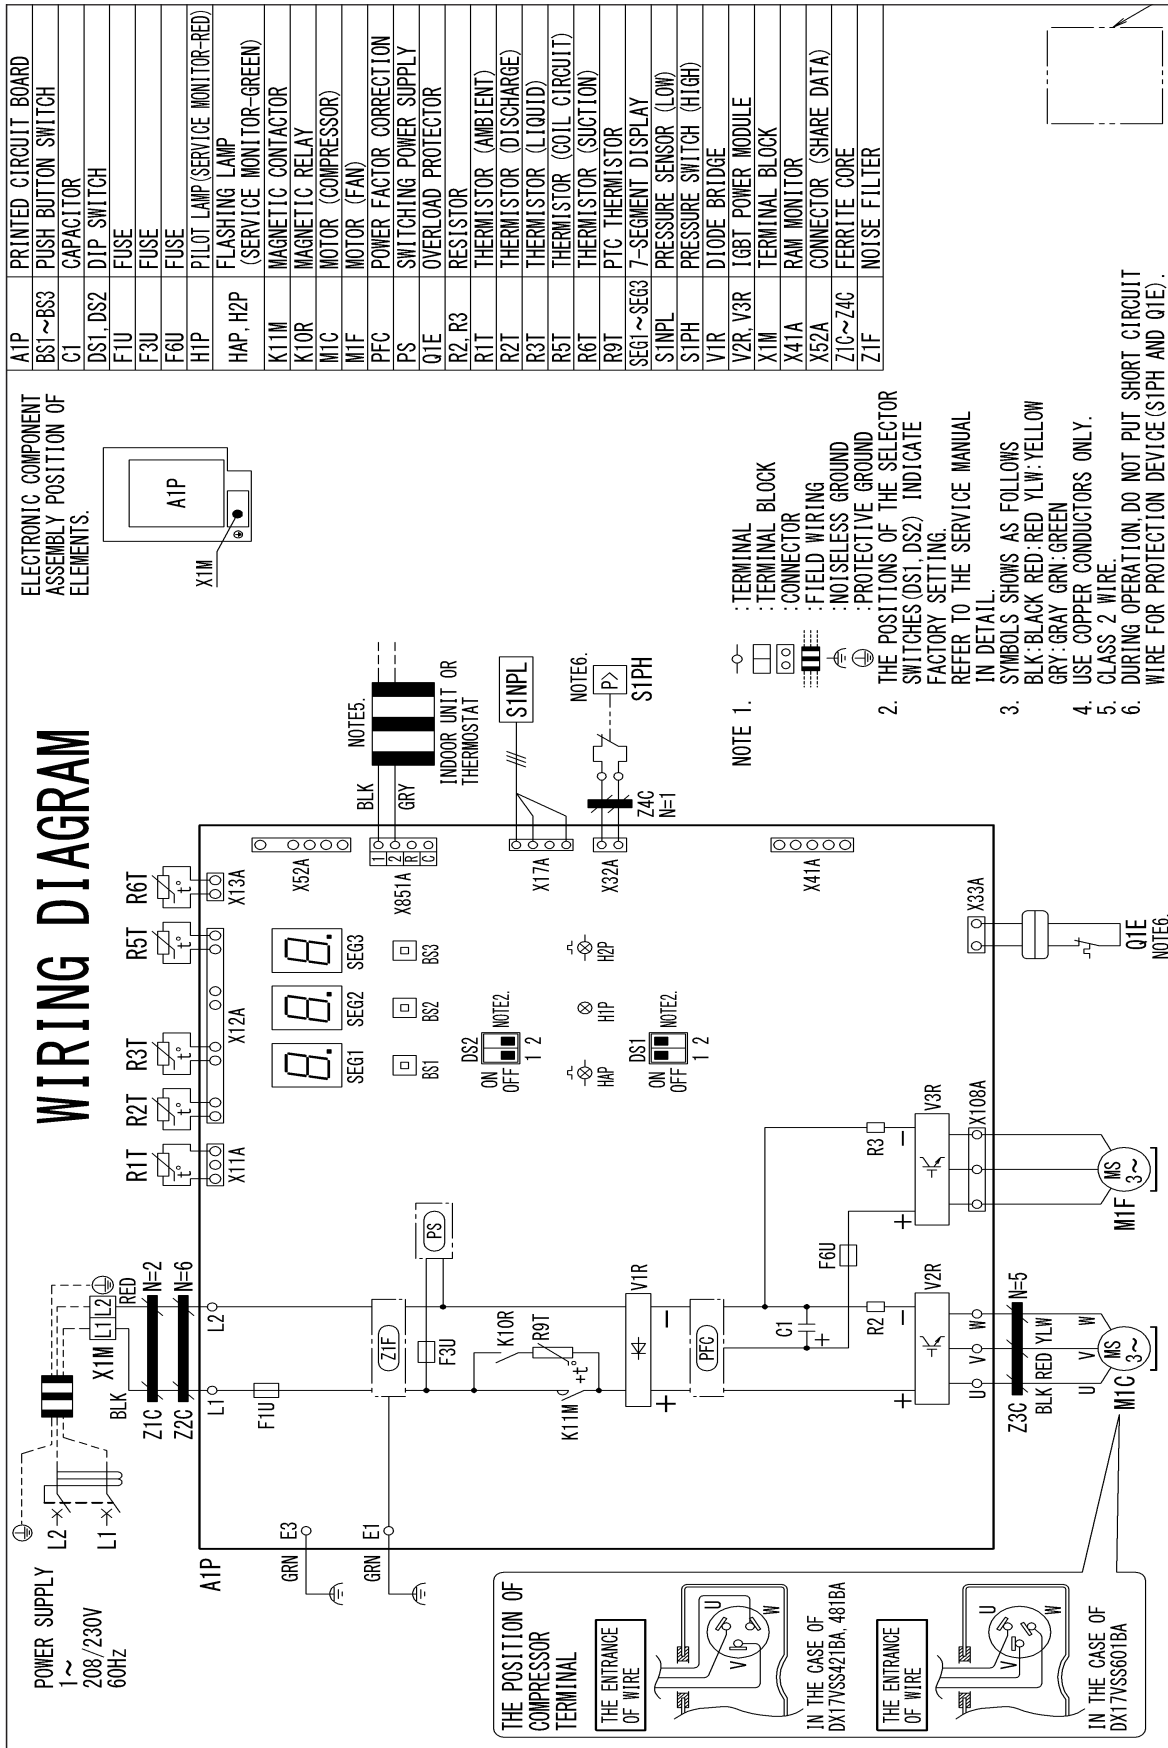 WIRING DIAGRAM
POWER SUPPLY
1~
208/230V
60Hz
L2
L1
X1M
L1 L2
BLK
RED
Z1C
N=2
Z2C
N=6
R1T
t°
R2T
t°
R3T
t°
R5T
t°
R6T
t°
X11A
X12A
X13A
A1P
L1
L2
GRN E3
GRN E1
F1U
Z1F
F3U
PS
K10R
R9T
K11M
+t°
V1R
+
−
PFC
C1
+
R2
R3
F6U
V2R
+
−
V3R
+
−
X108A
U V W
Z3C
N=5
BLK RED YLW
U V W
MS
3~
M1C
MS
3~
M1F
SEG1
SEG2
SEG3
BS1
BS2
BS3
DS2
ON
OFF
1 2
NOTE2.
HAP
H1P
H2P
DS1
ON
OFF
1 2
NOTE2.
X52A
X851A
1
2
R
C
BLK
GRY
NOTE5.
INDOOR UNIT OR
THERMOSTAT
X17A
S1NPL
X32A
Z4C
N=1
NOTE6.
P>
S1PH
X41A
X33A
Q1E
NOTE6.
THE POSITION OF
COMPRESSOR
TERMINAL
THE ENTRANCE
OF WIRE
U
V
W
IN THE CASE OF
DX17VSS421BA, 481BA
THE ENTRANCE
OF WIRE
U
V
W
IN THE CASE OF
DX17VSS601BA
ELECTRONIC COMPONENT
ASSEMBLY POSITION OF
ELEMENTS.
A1P
X1M
NOTE 1.
:TERMINAL
:TERMINAL BLOCK
:CONNECTOR
:FIELD WIRING
:NOISELESS GROUND
:PROTECTIVE GROUND
2. THE POSITIONS OF THE SELECTOR
SWITCHES(DS1, DS2) INDICATE
FACTORY SETTING.
REFER TO THE SERVICE MANUAL
IN DETAIL.
3. SYMBOLS SHOWS AS FOLLOWS
BLK:BLACK RED:RED YLW:YELLOW
GRY:GRAY GRN:GREEN
4. USE COPPER CONDUCTORS ONLY.
5. CLASS 2 WIRE.
6. DURING OPERATION, DO NOT PUT SHORT CIRCUIT
WIRE FOR PROTECTION DEVICE(S1PH AND Q1E).
A1P PRINTED CIRCUIT BOARD
BS1~BS3 PUSH BUTTON SWITCH
C1 CAPACITOR
DS1, DS2 DIP SWITCH
F1U FUSE
F3U FUSE
F6U FUSE
H1P PILOT LAMP(SERVICE MONITOR-RED)
HAP, H2P FLASHING LAMP
(SERVICE MONITOR-GREEN)
K11M MAGNETIC CONTACTOR
K10R MAGNETIC RELAY
M1C MOTOR (COMPRESSOR)
M1F MOTOR (FAN)
PFC POWER FACTOR CORRECTION
PS SWITCHING POWER SUPPLY
Q1E OVERLOAD PROTECTOR
R2, R3 RESISTOR
R1T THERMISTOR (AMBIENT)
R2T THERMISTOR (DISCHARGE)
R3T THERMISTOR (LIQUID)
R5T THERMISTOR (COIL CIRCUIT)
R6T THERMISTOR (SUCTION)
R9T PTC THERMISTOR
SEG1~SEG3 7-SEGMENT DISPLAY
S1NPL PRESSURE SENSOR (LOW)
S1PH PRESSURE SWITCH (HIGH)
V1R DIODE BRIDGE
V2R, V3R IGBT POWER MODULE
X1M TERMINAL BLOCK
X41A RAM MONITOR
X52A CONNECTOR (SHARE DATA)
Z1C~Z4C FERRITE CORE
Z1F NOISE FILTER